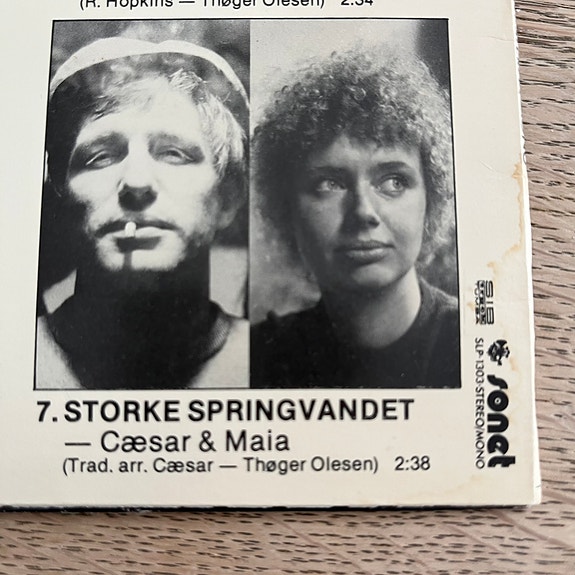 (R. Hopkins — Thøger Olesen) 2:34
7. STORKE SPRINGVANDET
— Cæsar & Maia
(Trad. arr. Cæsar — Thøger Olesen) 2:38
sonet
SLP-1303-STEREO/MONO